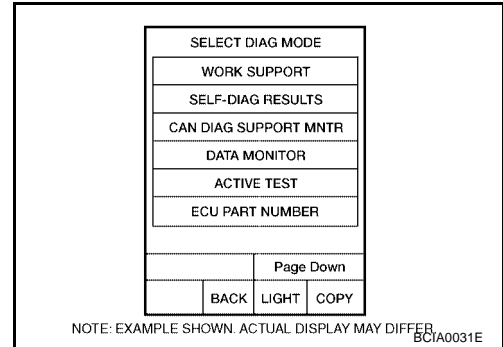 SELECT DIAG MODE
WORK SUPPORT
SELF-DIAG RESULTS
CAN DIAG SUPPORT MNTR
DATA MONITOR
ACTIVE TEST
ECU PART NUMBER
Page Down
BACK LIGHT COPY
NOTE: EXAMPLE SHOWN. ACTUAL DISPLAY MAY DIFFER.
BCIA0031E